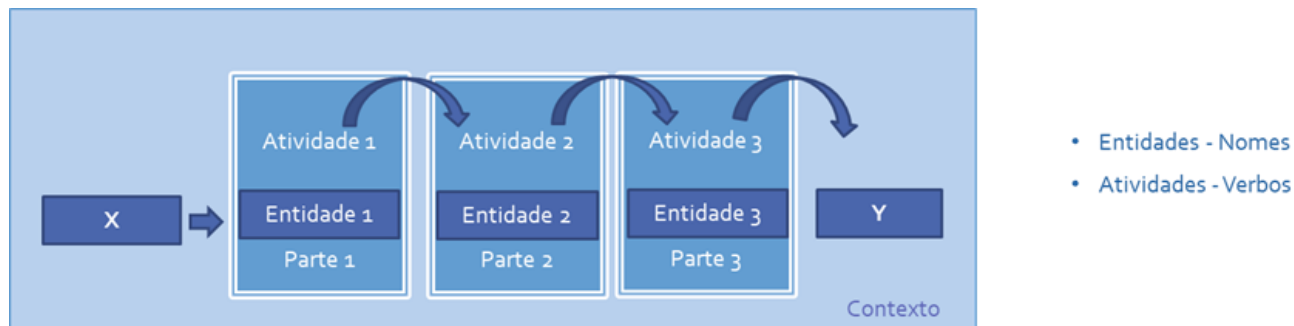 Atividade 1
Atividade 2
Atividade 3
X
Entidade 1
Entidade 2
Entidade 3
Y
Parte 1
Parte 2
Parte 3
Contexto
• Entidades - Nomes
• Atividades - Verbos